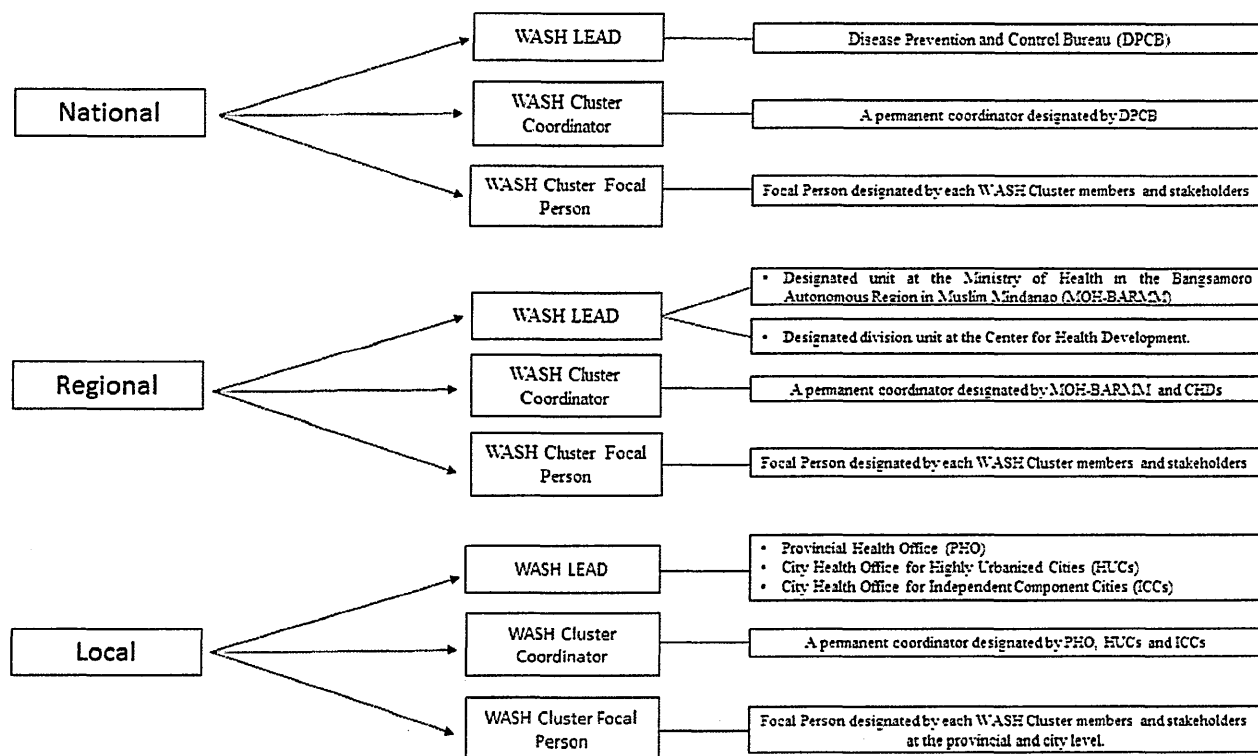 National
WASH LEAD
Disease Prevention and Control Bureau (DPCB)
WASH Cluster
Coordinator
A permanent coordinator designated by DPCB
WASH Cluster Focal
Person
Focal Person designated by each WASH Cluster members and stakeholders
Regional
WASH LEAD
• Designated unit at the Ministry of Health in the Bangsamoro
Autonomous Region in Muslim Mindanao (MOH-BARMM)
• Designated division unit at the Center for Health Development.
WASH Cluster
Coordinator
A permanent coordinator designated by MOH-BARMM and CHDs
WASH Cluster Focal
Person
Focal Person designated by each WASH Cluster members and stakeholders
Local
WASH LEAD
• Provincial Health Office (PHO)
• City Health Office for Highly Urbanized Cities (HUCs)
• City Health Office for Independent Component Cities (ICCs)
WASH Cluster
Coordinator
A permanent coordinator designated by PHO, HUCs and ICCs
WASH Cluster Focal
Person
Focal Person designated by each WASH Cluster members and stakeholders
at the provincial and city level.